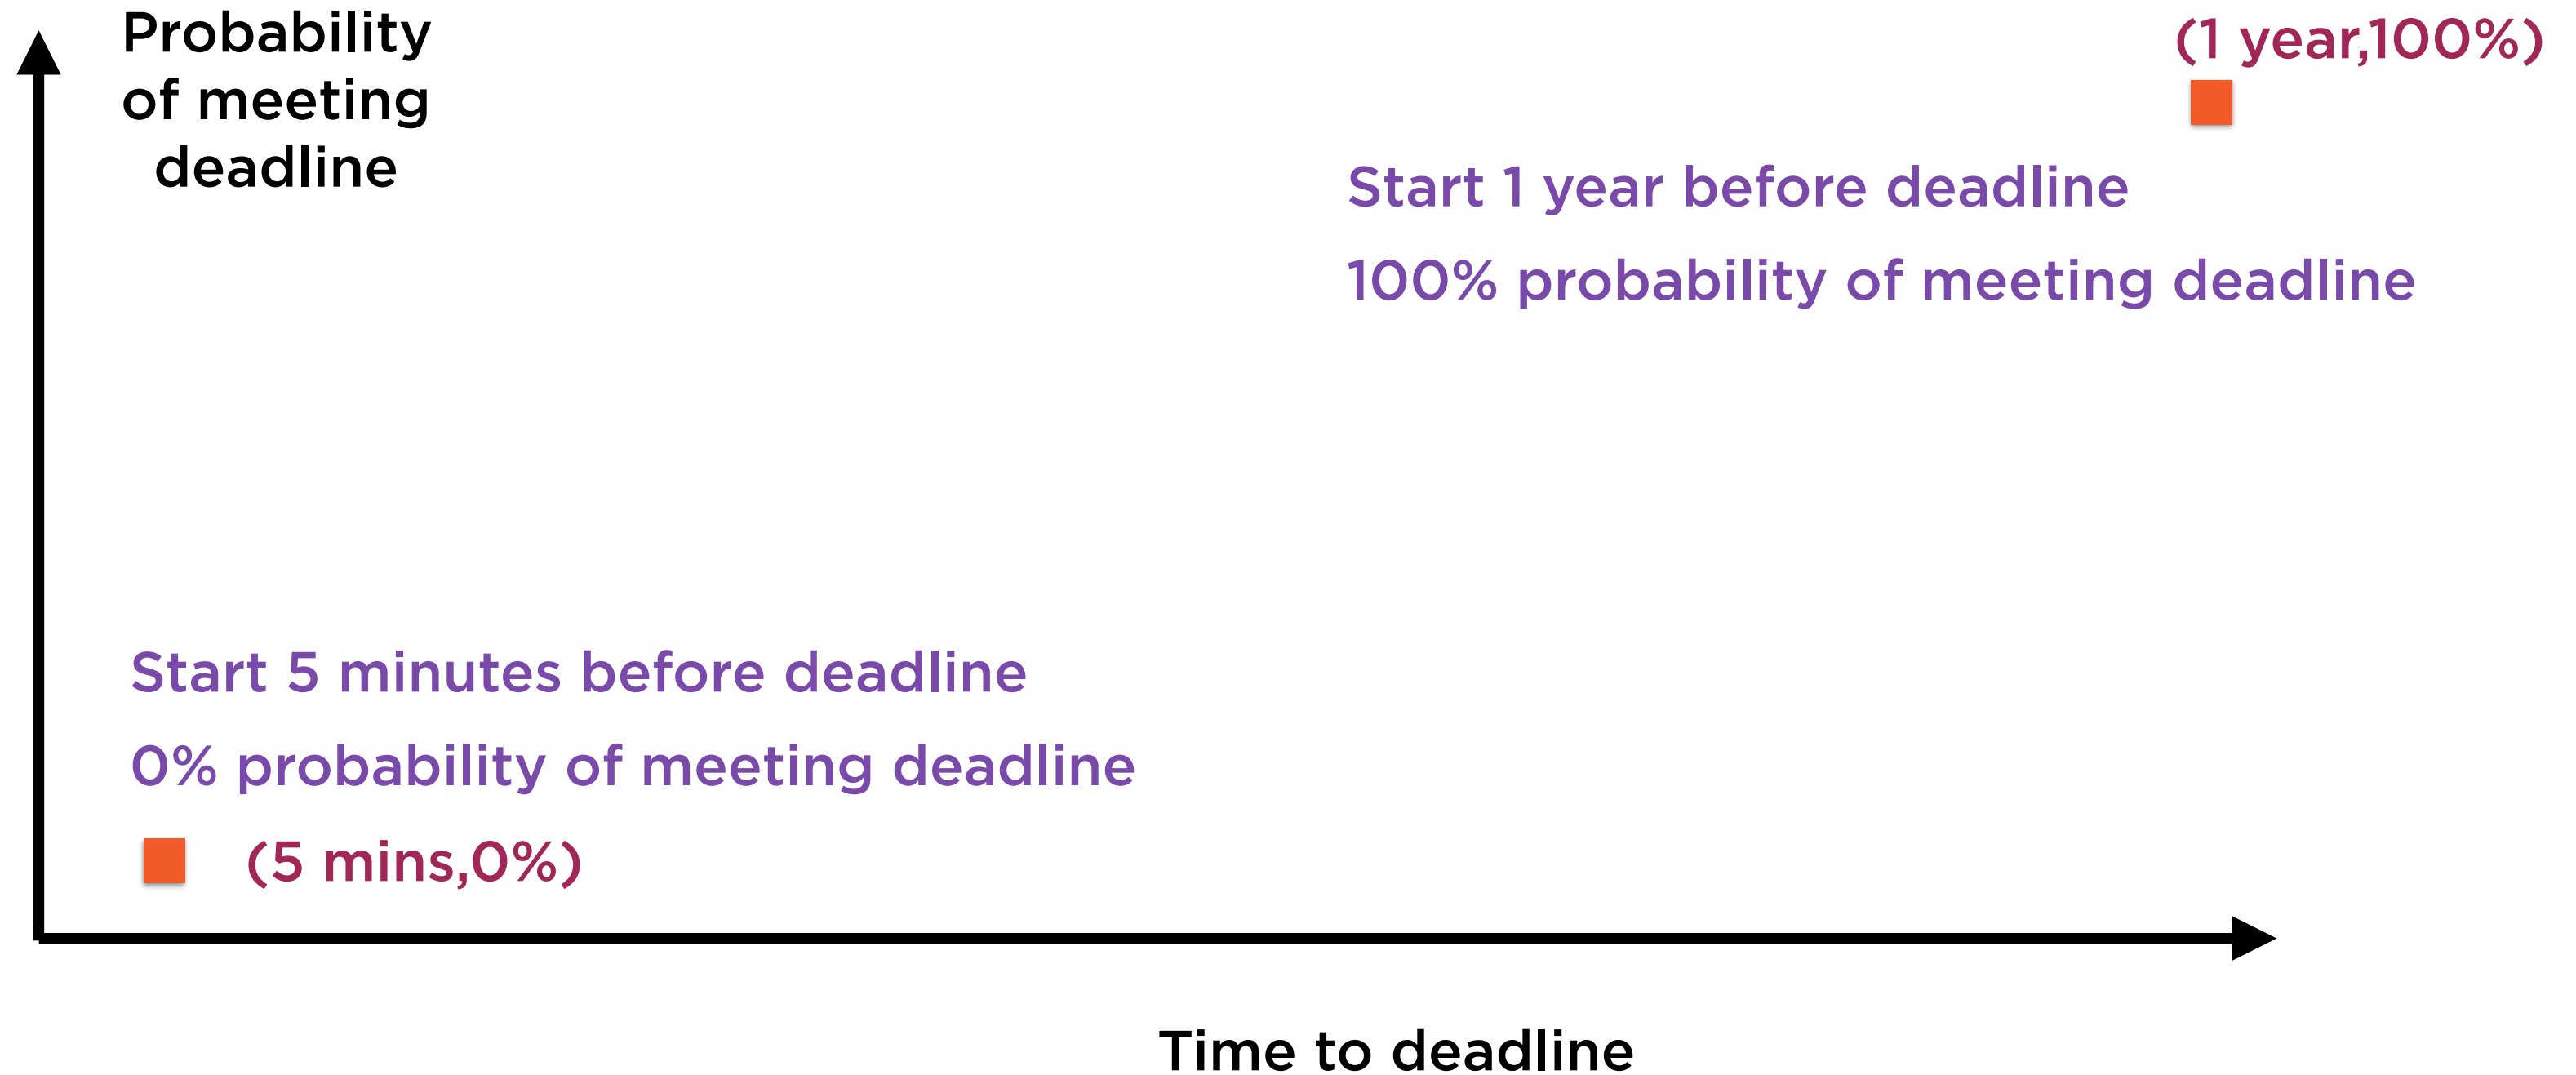 Probability
of meeting
deadline
(1 year,100%)
Start 1 year before deadline
100% probability of meeting deadline
Start 5 minutes before deadline
0% probability of meeting deadline
(5 mins,0%)
Time to deadline